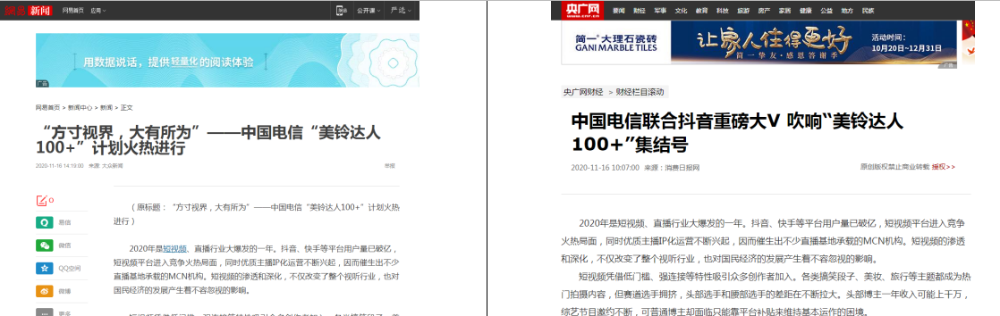 网易 新闻 网易首页 应用 公开课 严选
用数据说话，提供轻量化的阅读体验
广告
网易首页 > 新闻中心 > 新闻 > 正文
“方寸视界，大有所为”——中国电信“美铃达人
100+”计划火热进行
2020-11-16 14:19:00 来源: 大众新闻 举报
0
易信
微信
QQ空间
微博
更多
（原标题：“方寸视界，大有所为”——中国电信“美铃达人100+”计划火热
进行）
2020年是短视频、直播行业大爆发的一年。抖音、快手等平台用户量已破亿，
短视频平台进入竞争火热局面，同时优质主播IP化运营不断兴起，因而催生出不少
直播基地承载的MCN机构。短视频的渗透和深化，不仅改变了整个视听行业，也对
国民经济的发展产生着不容忽视的影响。
央广网
www.cnr.cn
要闻 财经 军事 文化 教育 科技 旅游 房产 家居 健康 公益 地方 民族
简一®大理石瓷砖
GANI MARBLE TILES
让家人住得更好
简一挚友·感恩答谢季
活动时间：
10月20日~12月31日
广告
央广网财经 > 财经栏目滚动
中国电信联合抖音重磅大V 吹响“美铃达人
100+”集结号
2020-11-16 10:07:00 来源：消费日报网 原创版权禁止商业转载 授权>>
2020年是短视频、直播行业大爆发的一年。抖音、快手等平台用户量已破亿，短视频平台进入竞争
火热局面，同时优质主播IP化运营不断兴起，因而催生出不少直播基地承载的MCN机构。短视频的渗透
和深化，不仅改变了整个视听行业，也对国民经济的发展产生着不容忽视的影响。
短视频凭借低门槛、强连接等特性吸引众多创作者加入。各类搞笑段子、美妆、旅行等主题都成为热
门拍摄内容，但赛道选手拥挤，头部选手和腰部选手的差距在不断拉大。头部博主一年收入可能上千万，
综艺节目邀约不断，可普通博主却面临只能靠平台补贴来维持基本运作的困境。